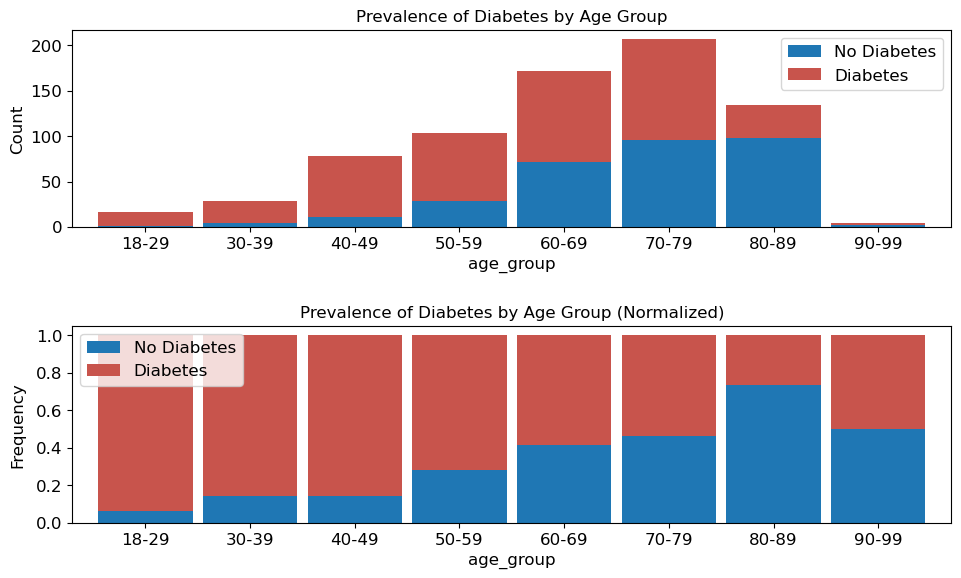 Prevalence of Diabetes by Age Group
200
150
100
50
0
Count
No Diabetes
Diabetes
18-29 30-39 40-49 50-59 60-69 70-79 80-89 90-99
age_group
Prevalence of Diabetes by Age Group (Normalized)
1.0
0.8
0.6
0.4
0.2
0.0
Frequency
No Diabetes
Diabetes
18-29 30-39 40-49 50-59 60-69 70-79 80-89 90-99
age_group